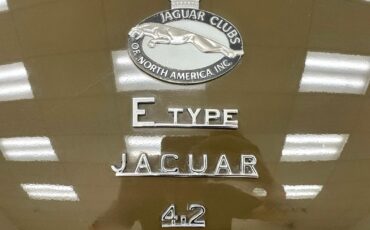 JAGUAR CLUBS
OF NORTH AMERICA INC.
E TYPE
JAGUAR
4.2